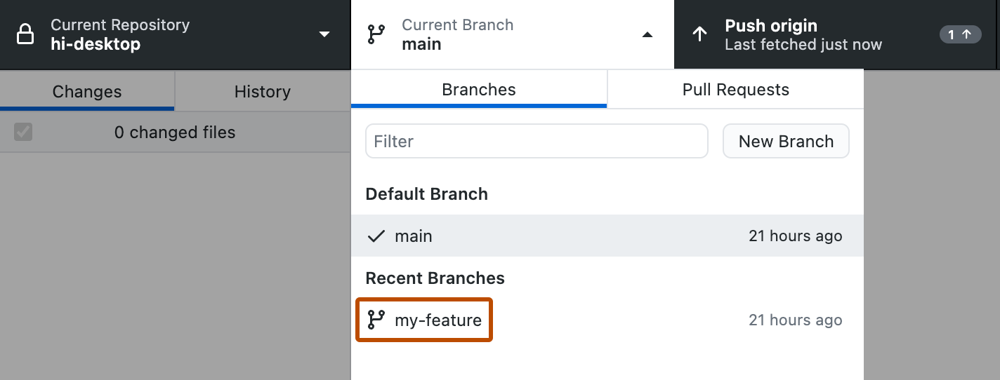 Current Repository
hi-desktop
Current Branch
main
Push origin
Last fetched just now
1
Changes
History
Branches
Pull Requests
0 changed files
Filter
New Branch
Default Branch
main
21 hours ago
Recent Branches
my-feature
21 hours ago